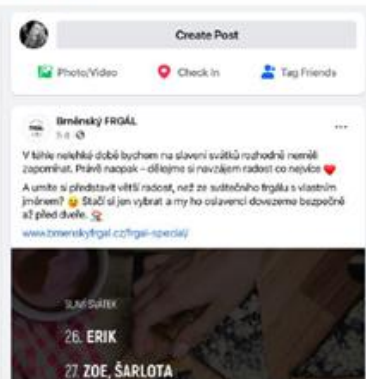 Create Post
Photo/Video Check In Tag Friends
Brněnský FRGÁL
5 d
V téhle nelehké době bychom na slavení svátků rozhodně neměli
zapomínat. Právě naopak – dělejme si navzájem radost co nejvíce ❤️
A umíte si představit větší radost, než ze svátečního frgálu s vlastním
jménem? 😉 Stačí si jen vybrat a my ho oslavenci dovezeme bezpečně
až před dveře.
www.brnenskyfrgal.cz/frgal-special/
SLAVÍ SVÁTEK
26. ERIK
27. ZOE, ŠARLOTA